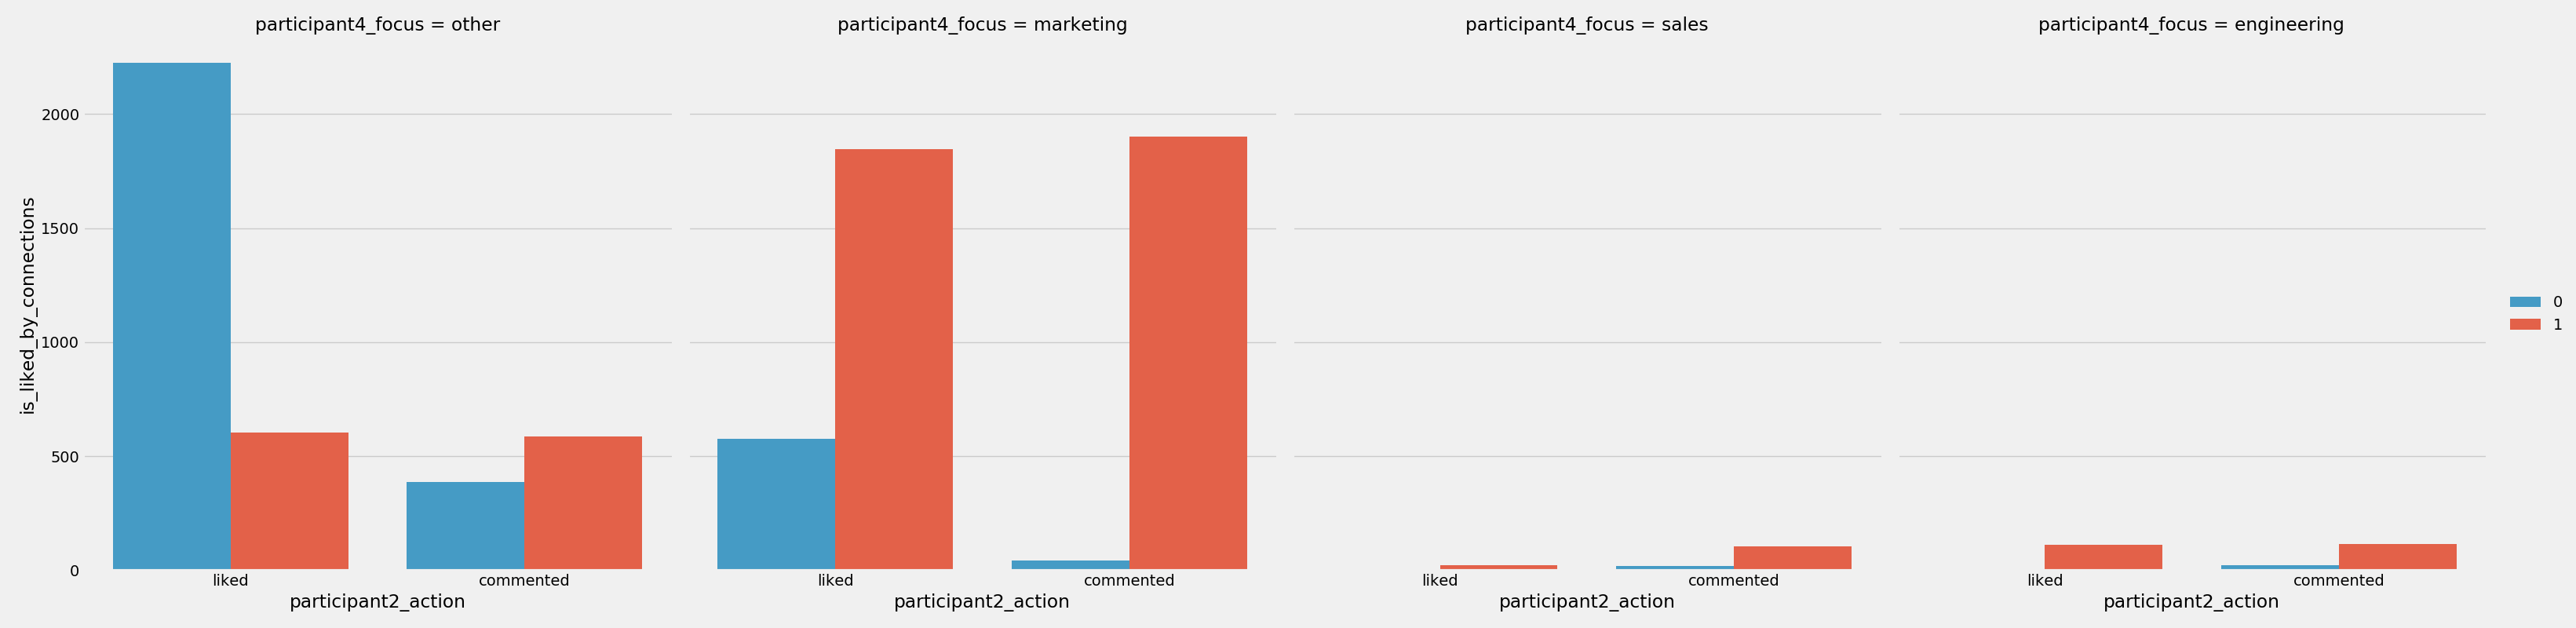 participant4_focus = other
participant4_focus = marketing
participant4_focus = sales
participant4_focus = engineering
is_liked_by_connections
2000
1500
1000
500
0
liked
commented
liked
commented
liked
commented
liked
commented
participant2_action
participant2_action
participant2_action
participant2_action
0
1